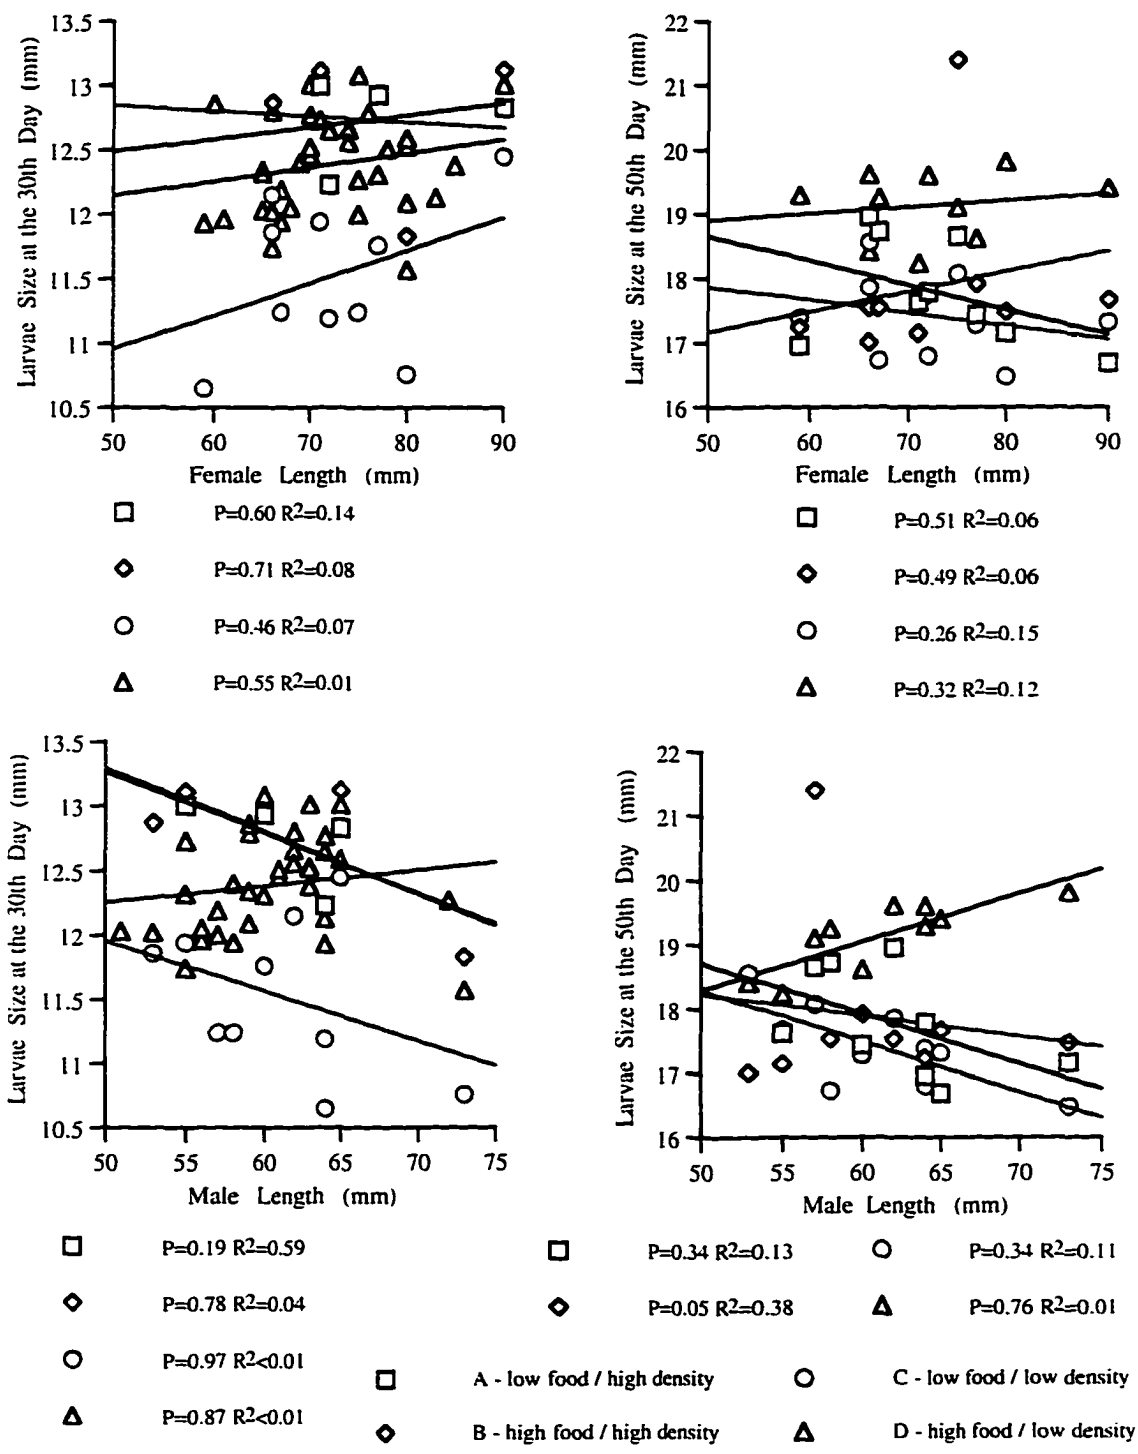 13.5
13
12.5
12
11.5
11
10.5
Larvae Size at the 30th Day (mm)
50 60 70 80 90
Female Length (mm)
P=0.60 R2=0.14
P=0.71 R2=0.08
P=0.46 R2=0.07
P=0.55 R2=0.01
22
21
20
19
18
17
16
Larvae Size at the 50th Day (mm)
50 60 70 80 90
Female Length (mm)
P=0.51 R2=0.06
P=0.49 R2=0.06
P=0.26 R2=0.15
P=0.32 R2=0.12
13.5
13
12.5
12
11.5
11
10.5
Larvae Size at the 30th Day (mm)
50 55 60 65 70 75
Male Length (mm)
P=0.19 R2=0.59
P=0.78 R2=0.04
P=0.97 R2<0.01
P=0.87 R2<0.01
22
21
20
19
18
17
16
Larvae Size at the 50th Day (mm)
50 55 60 65 70 75
Male Length (mm)
P=0.34 R2=0.13
P=0.05 R2=0.38
P=0.34 R2=0.11
P=0.76 R2=0.01
A - low food / high density
B - high food / high density
C - low food / low density
D - high food / low density